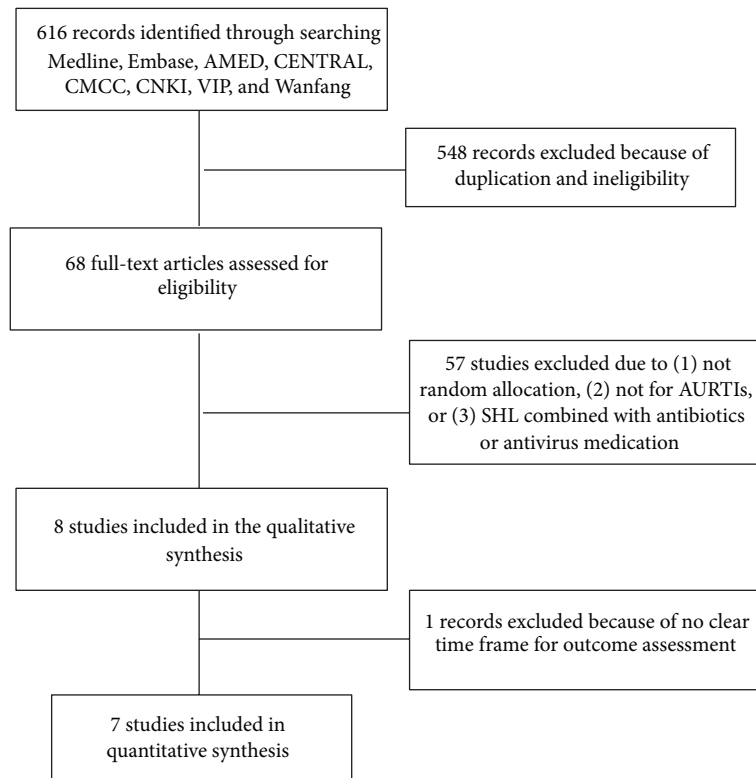 616 records identified through searching
Medline, Embase, AMED, CENTRAL,
CMCC, CNKI, VIP, and Wanfang
548 records excluded because of
duplication and ineligibility
68 full-text articles assessed for
eligibility
57 studies excluded due to (1) not
random allocation, (2) not for AURTIs,
or (3) SHL combined with antibiotics
or antivirus medication
8 studies included in the qualitative
synthesis
1 records excluded because of no clear
time frame for outcome assessment
7 studies included in
quantitative synthesis